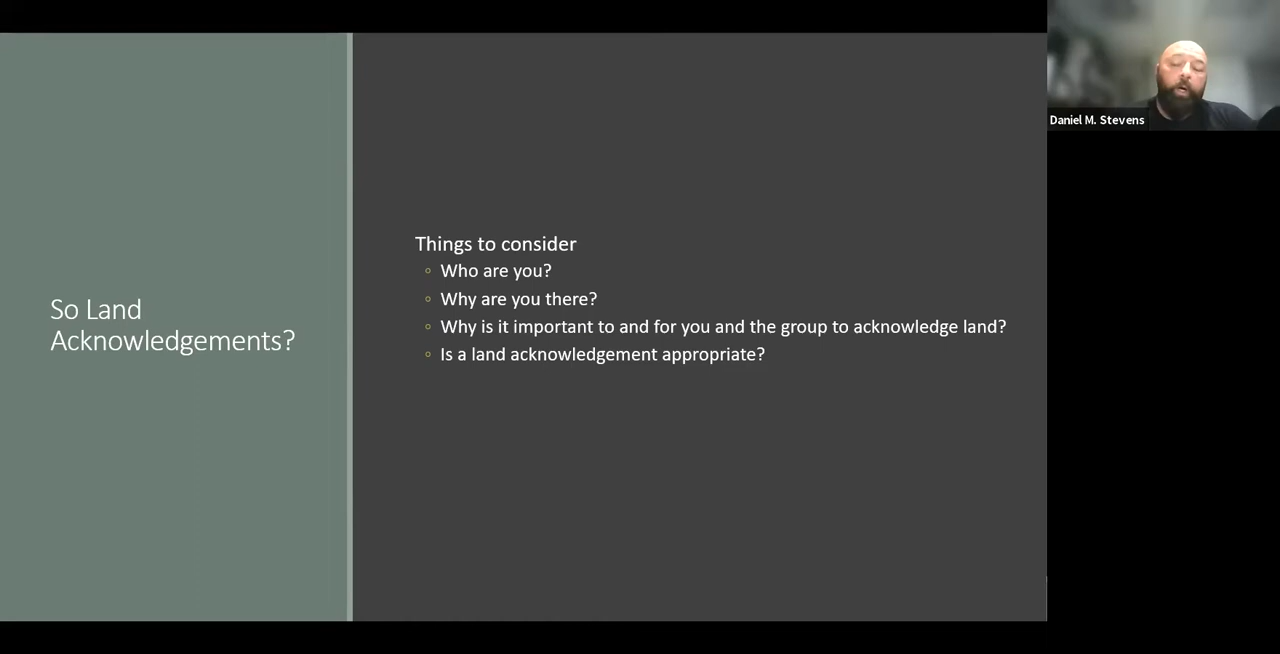 So Land
Acknowledgements?
Things to consider
◦ Who are you?
◦ Why are you there?
◦ Why is it important to and for you and the group to acknowledge land?
◦ Is a land acknowledgement appropriate?
Daniel M. Stevens